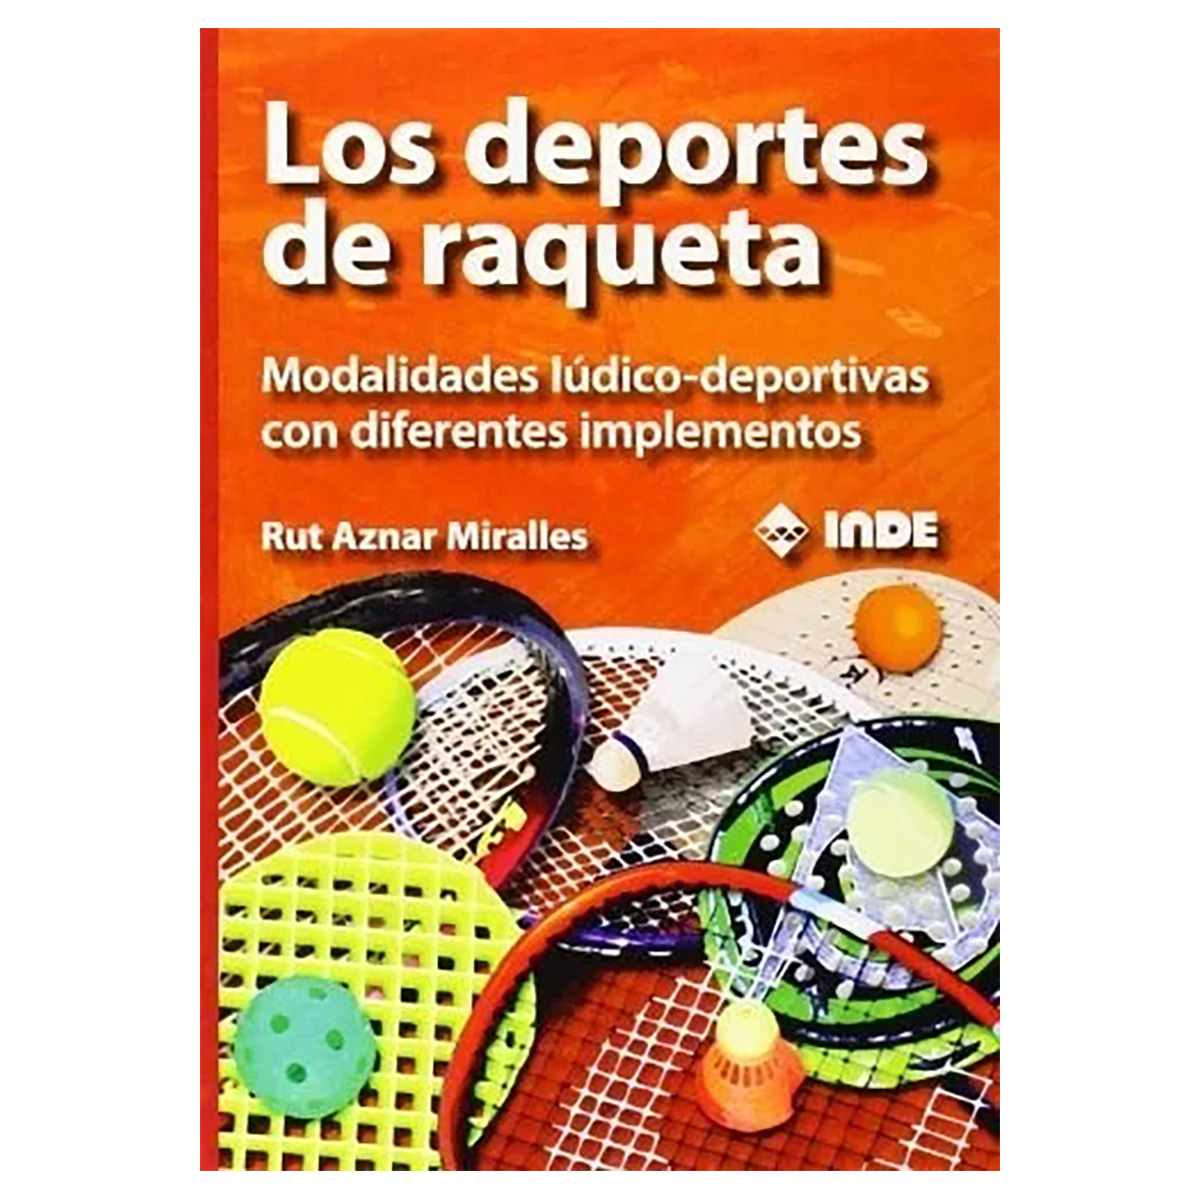 Los deportes
de raqueta
Modalidades lúdico-deportivas
con diferentes implementos
Rut Aznar Miralles
INDE